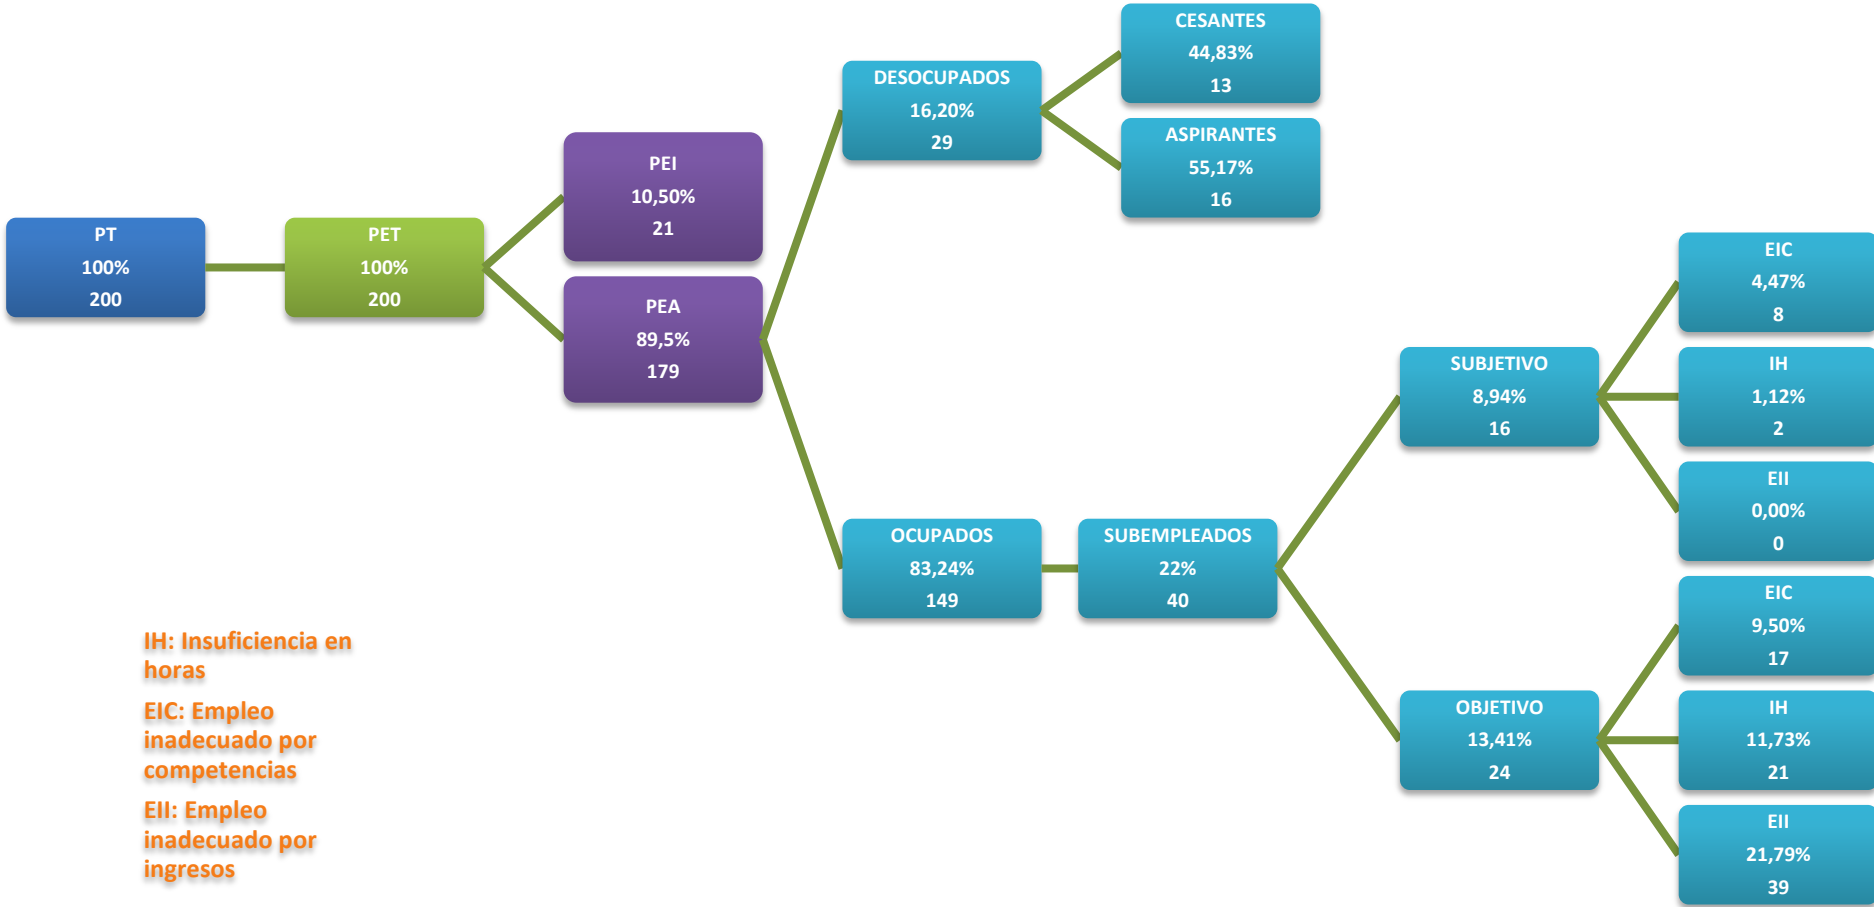 PT
100%
200
PET
100%
200
PEI
10,50%
21
PEA
89,5%
179
DESOCUPADOS
16,20%
29
CESANTES
44,83%
13
ASPIRANTES
55,17%
16
OCUPADOS
83,24%
149
SUBEMPLEADOS
22%
40
SUBJETIVO
8,94%
16
EIC
4,47%
8
IH
1,12%
2
EII
0,00%
0
OBJETIVO
13,41%
24
EIC
9,50%
17
IH
11,73%
21
EII
21,79%
39
IH: Insuficiencia en
horas
EIC: Empleo
inadecuado por
competencias
EII: Empleo
inadecuado por
ingresos